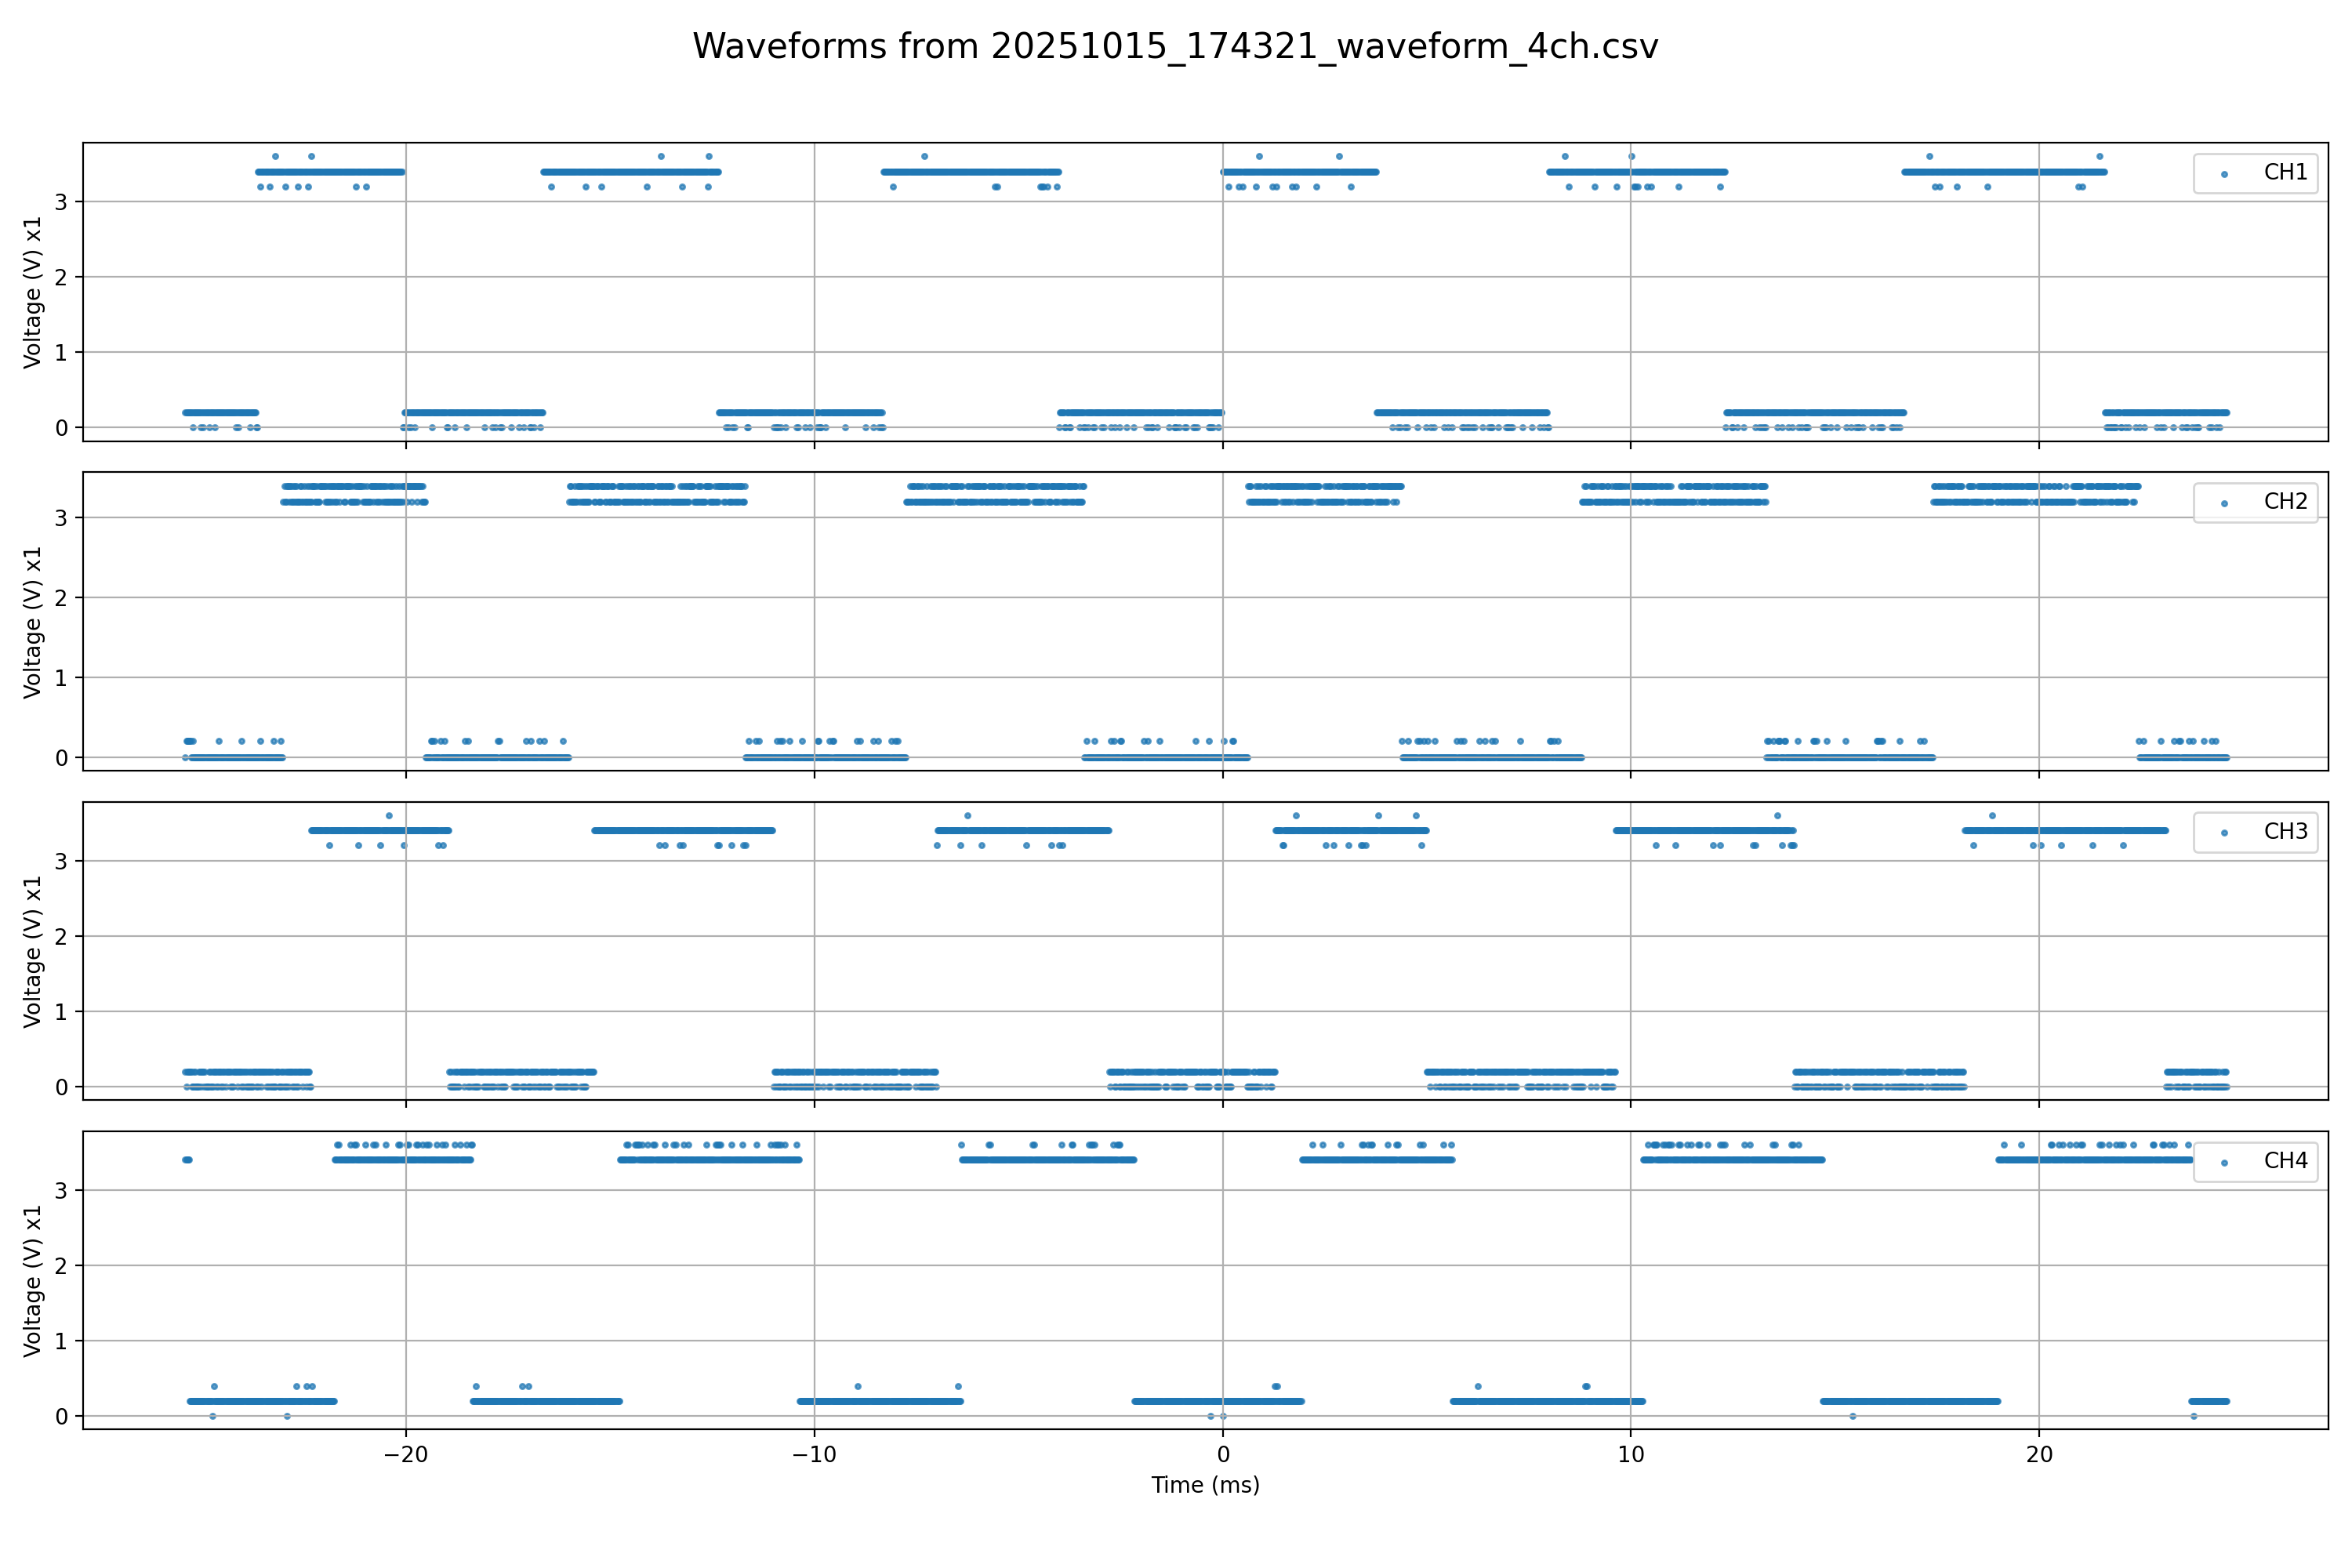 Waveforms from 20251015_174321_waveform_4ch.csv
Voltage (V) x1
3
2
1
0
CH1
Voltage (V) x1
3
2
1
0
CH2
Voltage (V) x1
3
2
1
0
CH3
Voltage (V) x1
3
2
1
0
CH4
−20
−10
0
10
20
Time (ms)